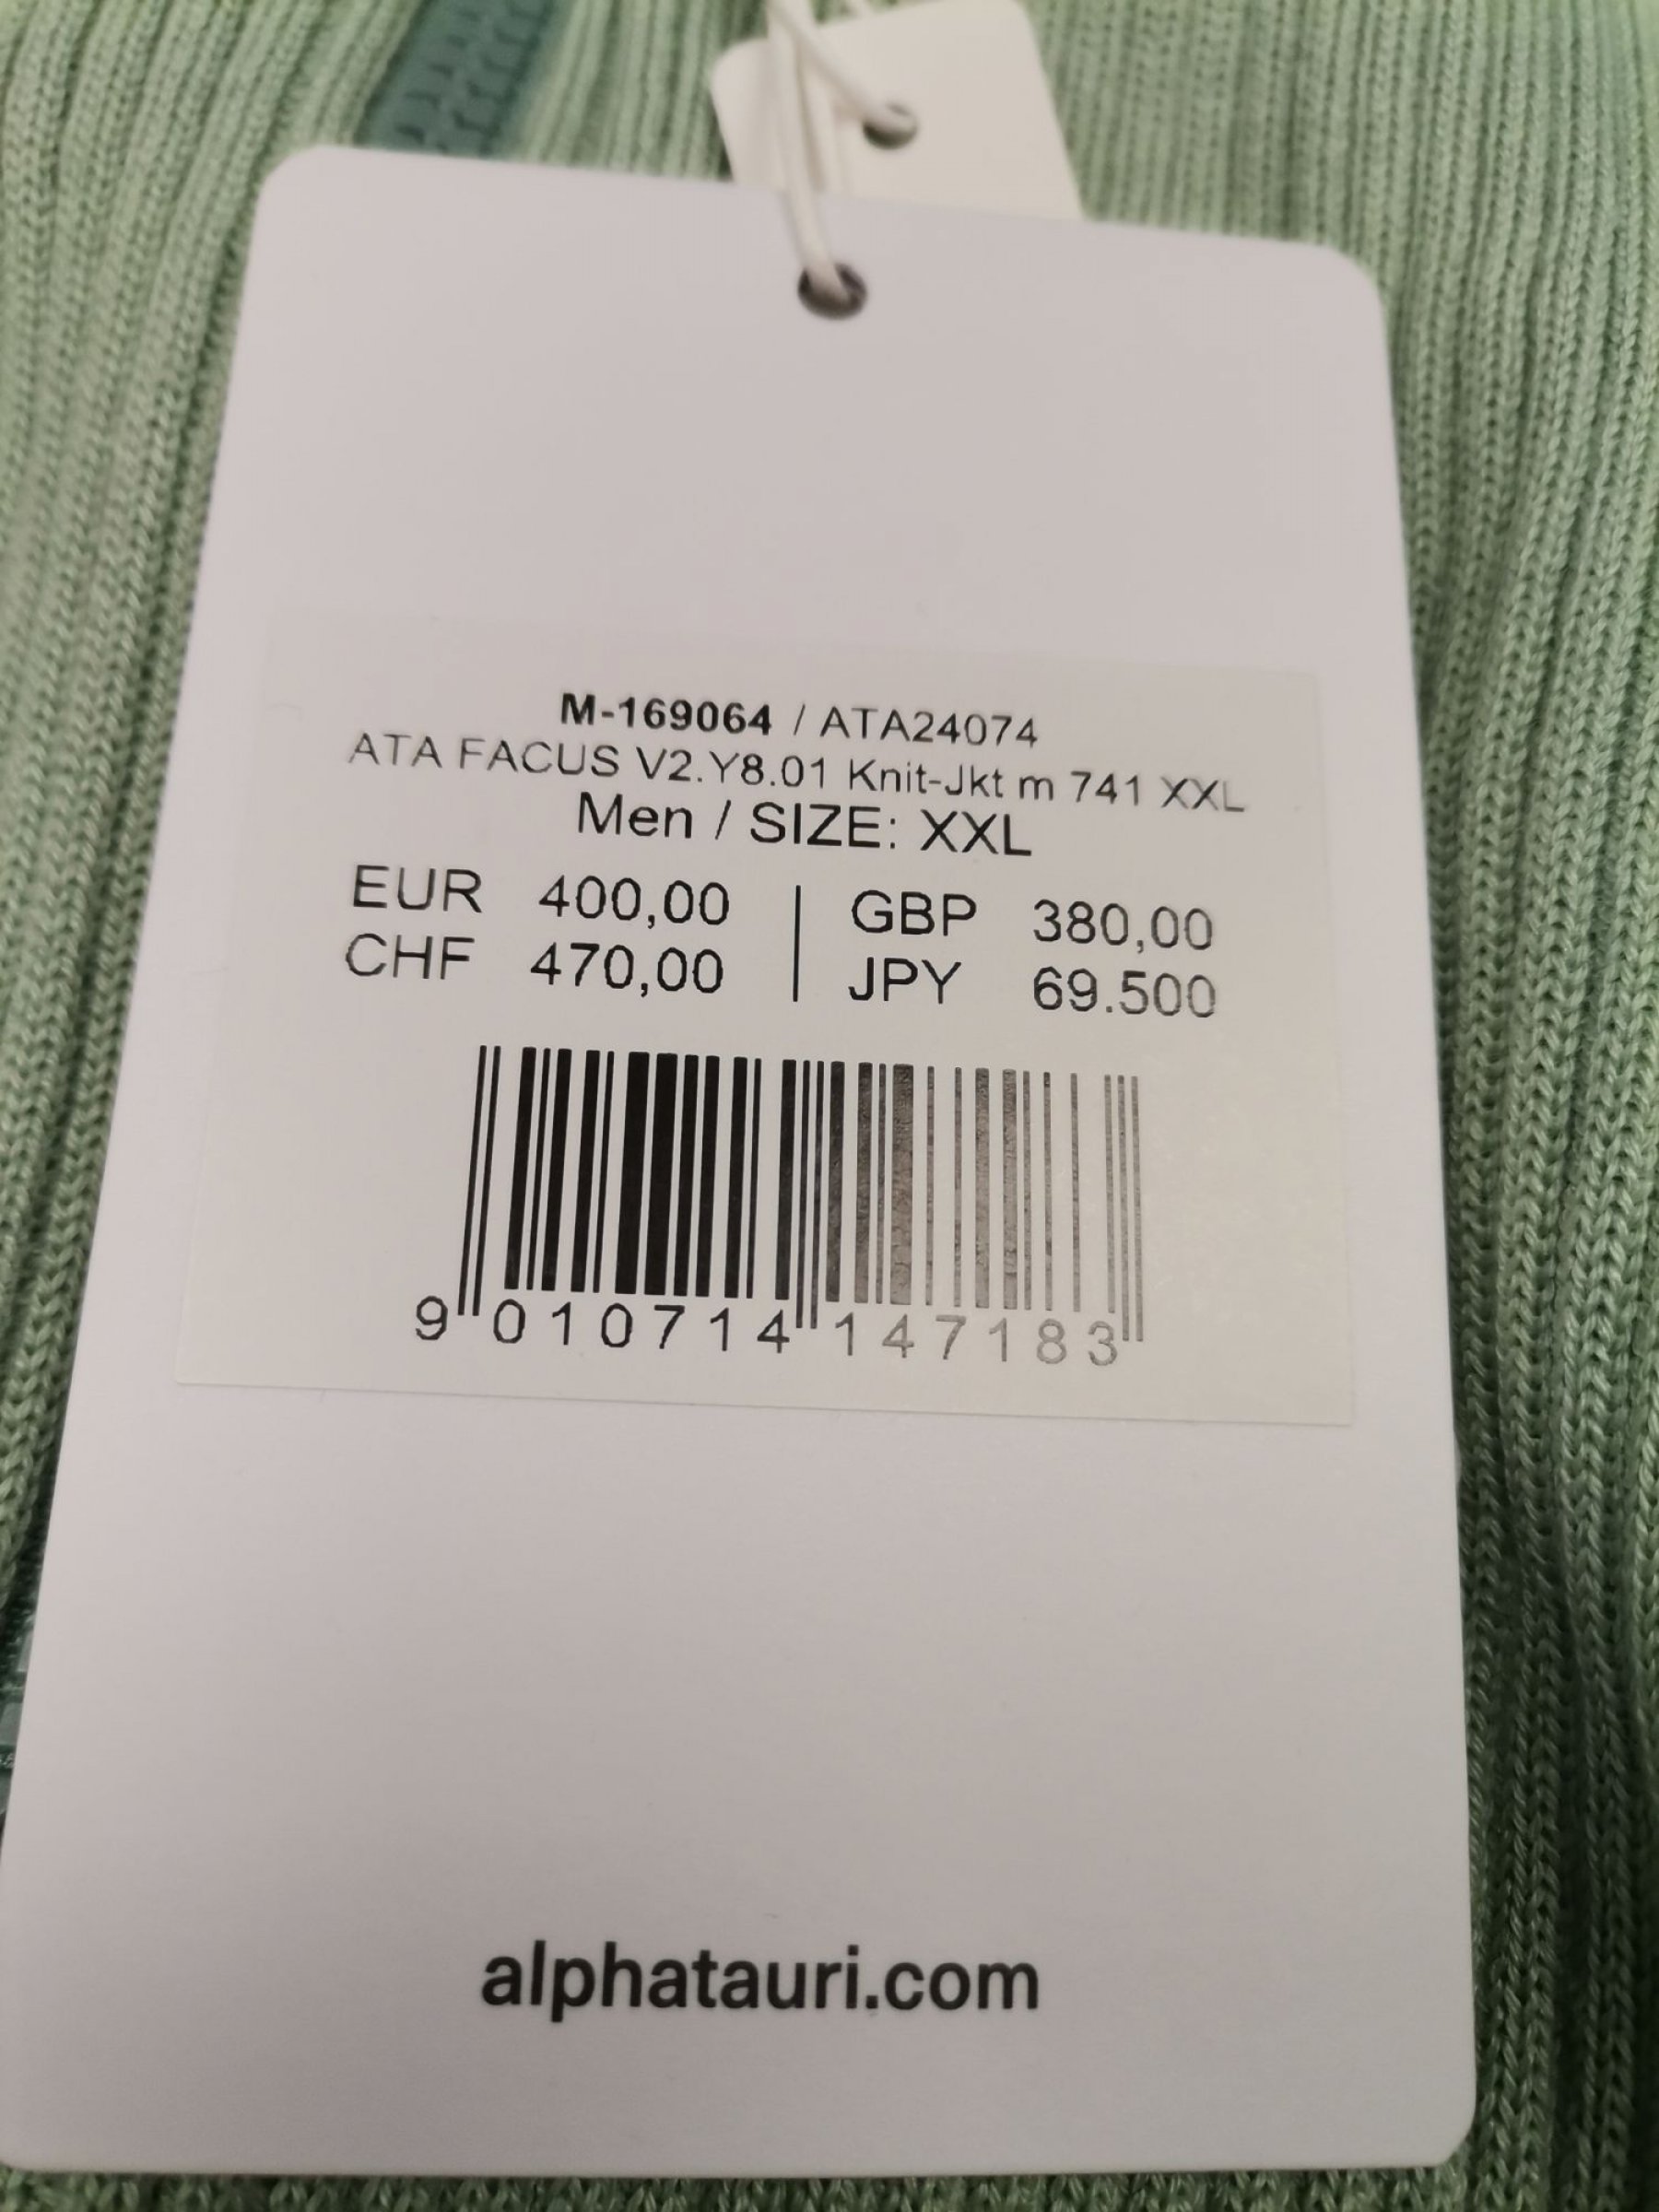 M-169064 / ATA24074
ATA FACUS V2.Y8.01 Knit-Jkt m 741 XXL
Men / SIZE: XXL
EUR 400,00 | GBP 380,00
CHF 470,00 | JPY 69.500
9 010714 147183
alphatauri.com